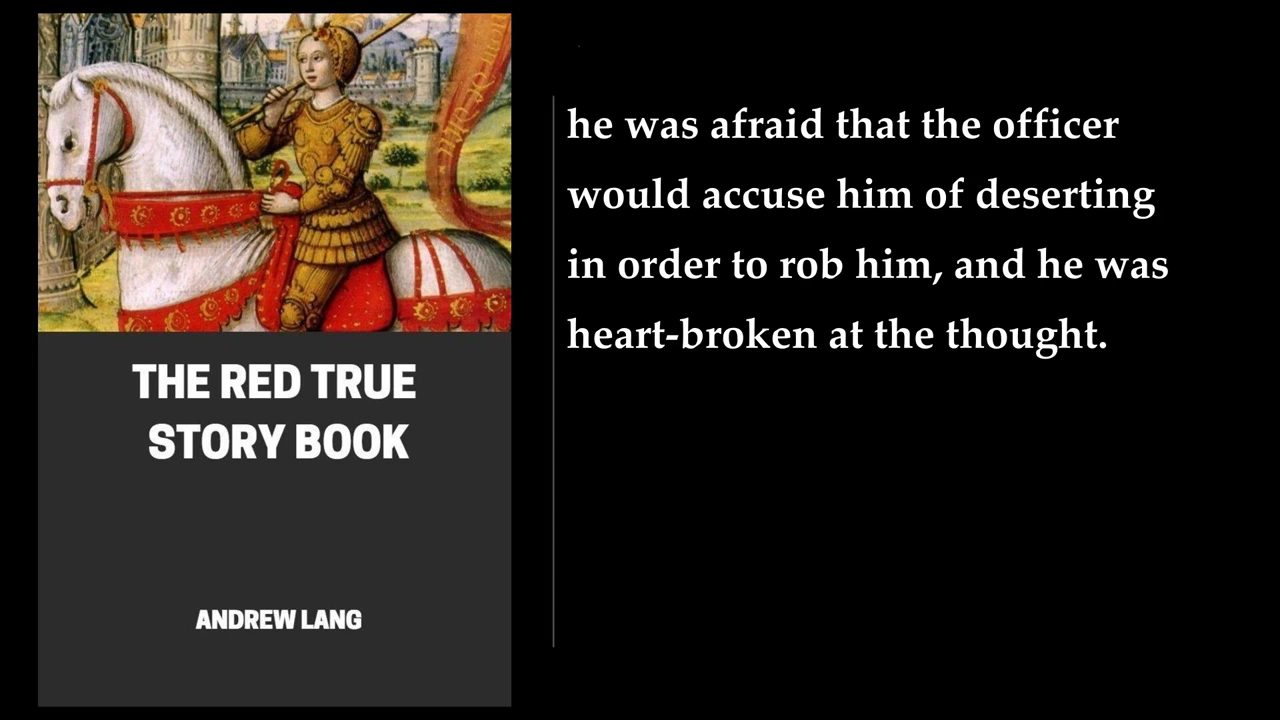 THE RED TRUE
STORY BOOK
ANDREW LANG
he was afraid that the officer
would accuse him of deserting
in order to rob him, and he was
heart-broken at the thought.